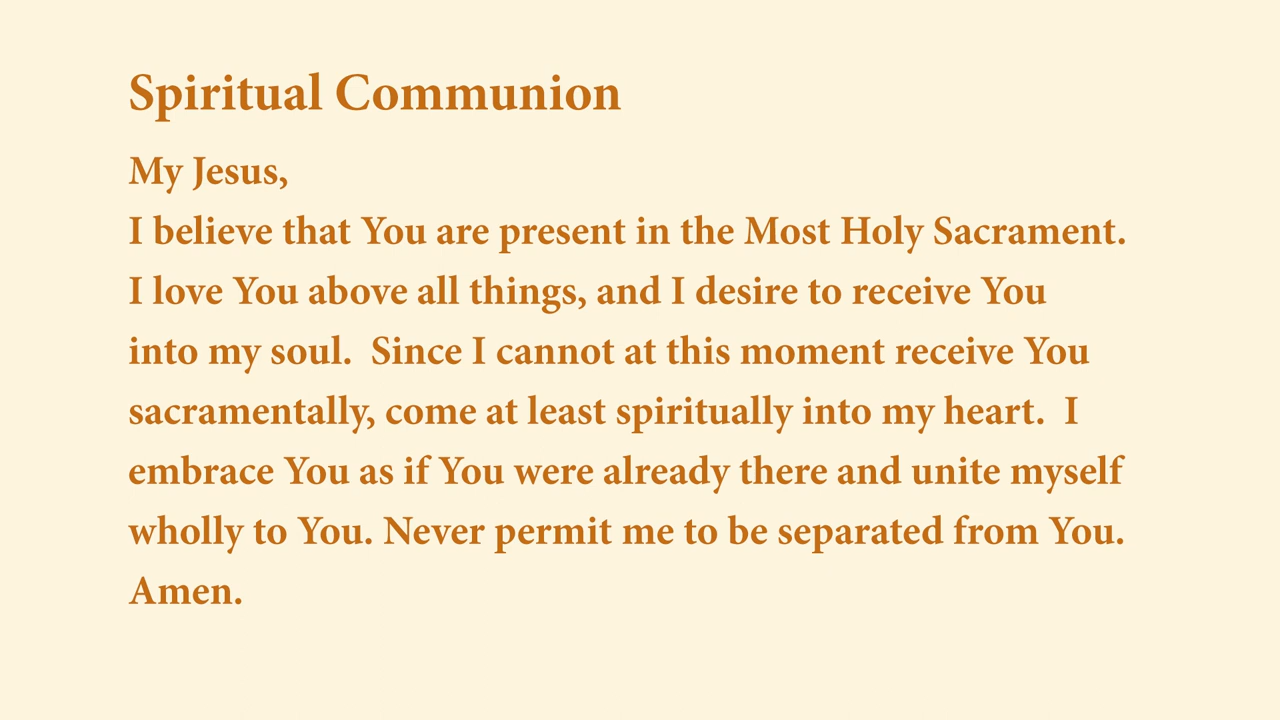 Spiritual Communion
My Jesus,
I believe that You are present in the Most Holy Sacrament.
I love You above all things, and I desire to receive You
into my soul.  Since I cannot at this moment receive You
sacramentally, come at least spiritually into my heart.  I
embrace You as if You were already there and unite myself
wholly to You. Never permit me to be separated from You.
Amen.